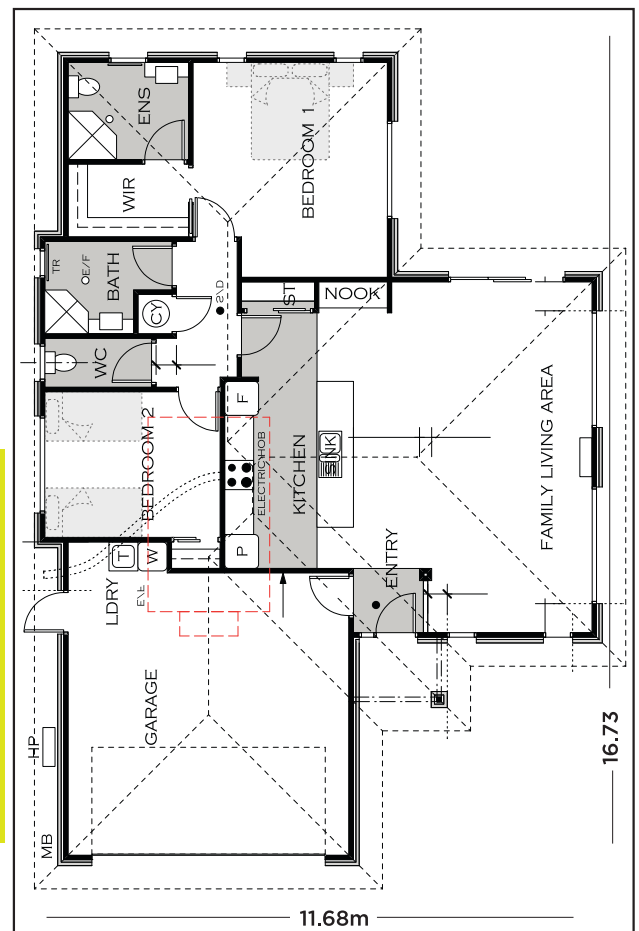 ENS
WIR
BEDROOM 1
TR
E/F
BATH
CY
S/D
ST
NOOK
WC
BEDROOM 2
F
ELECTRIC HOB
KITCHEN
SINK
FAMILY LIVING AREA
P
ENTRY
LDRY
T
W
E\F
GARAGE
HP
MB
16.73
11.68m